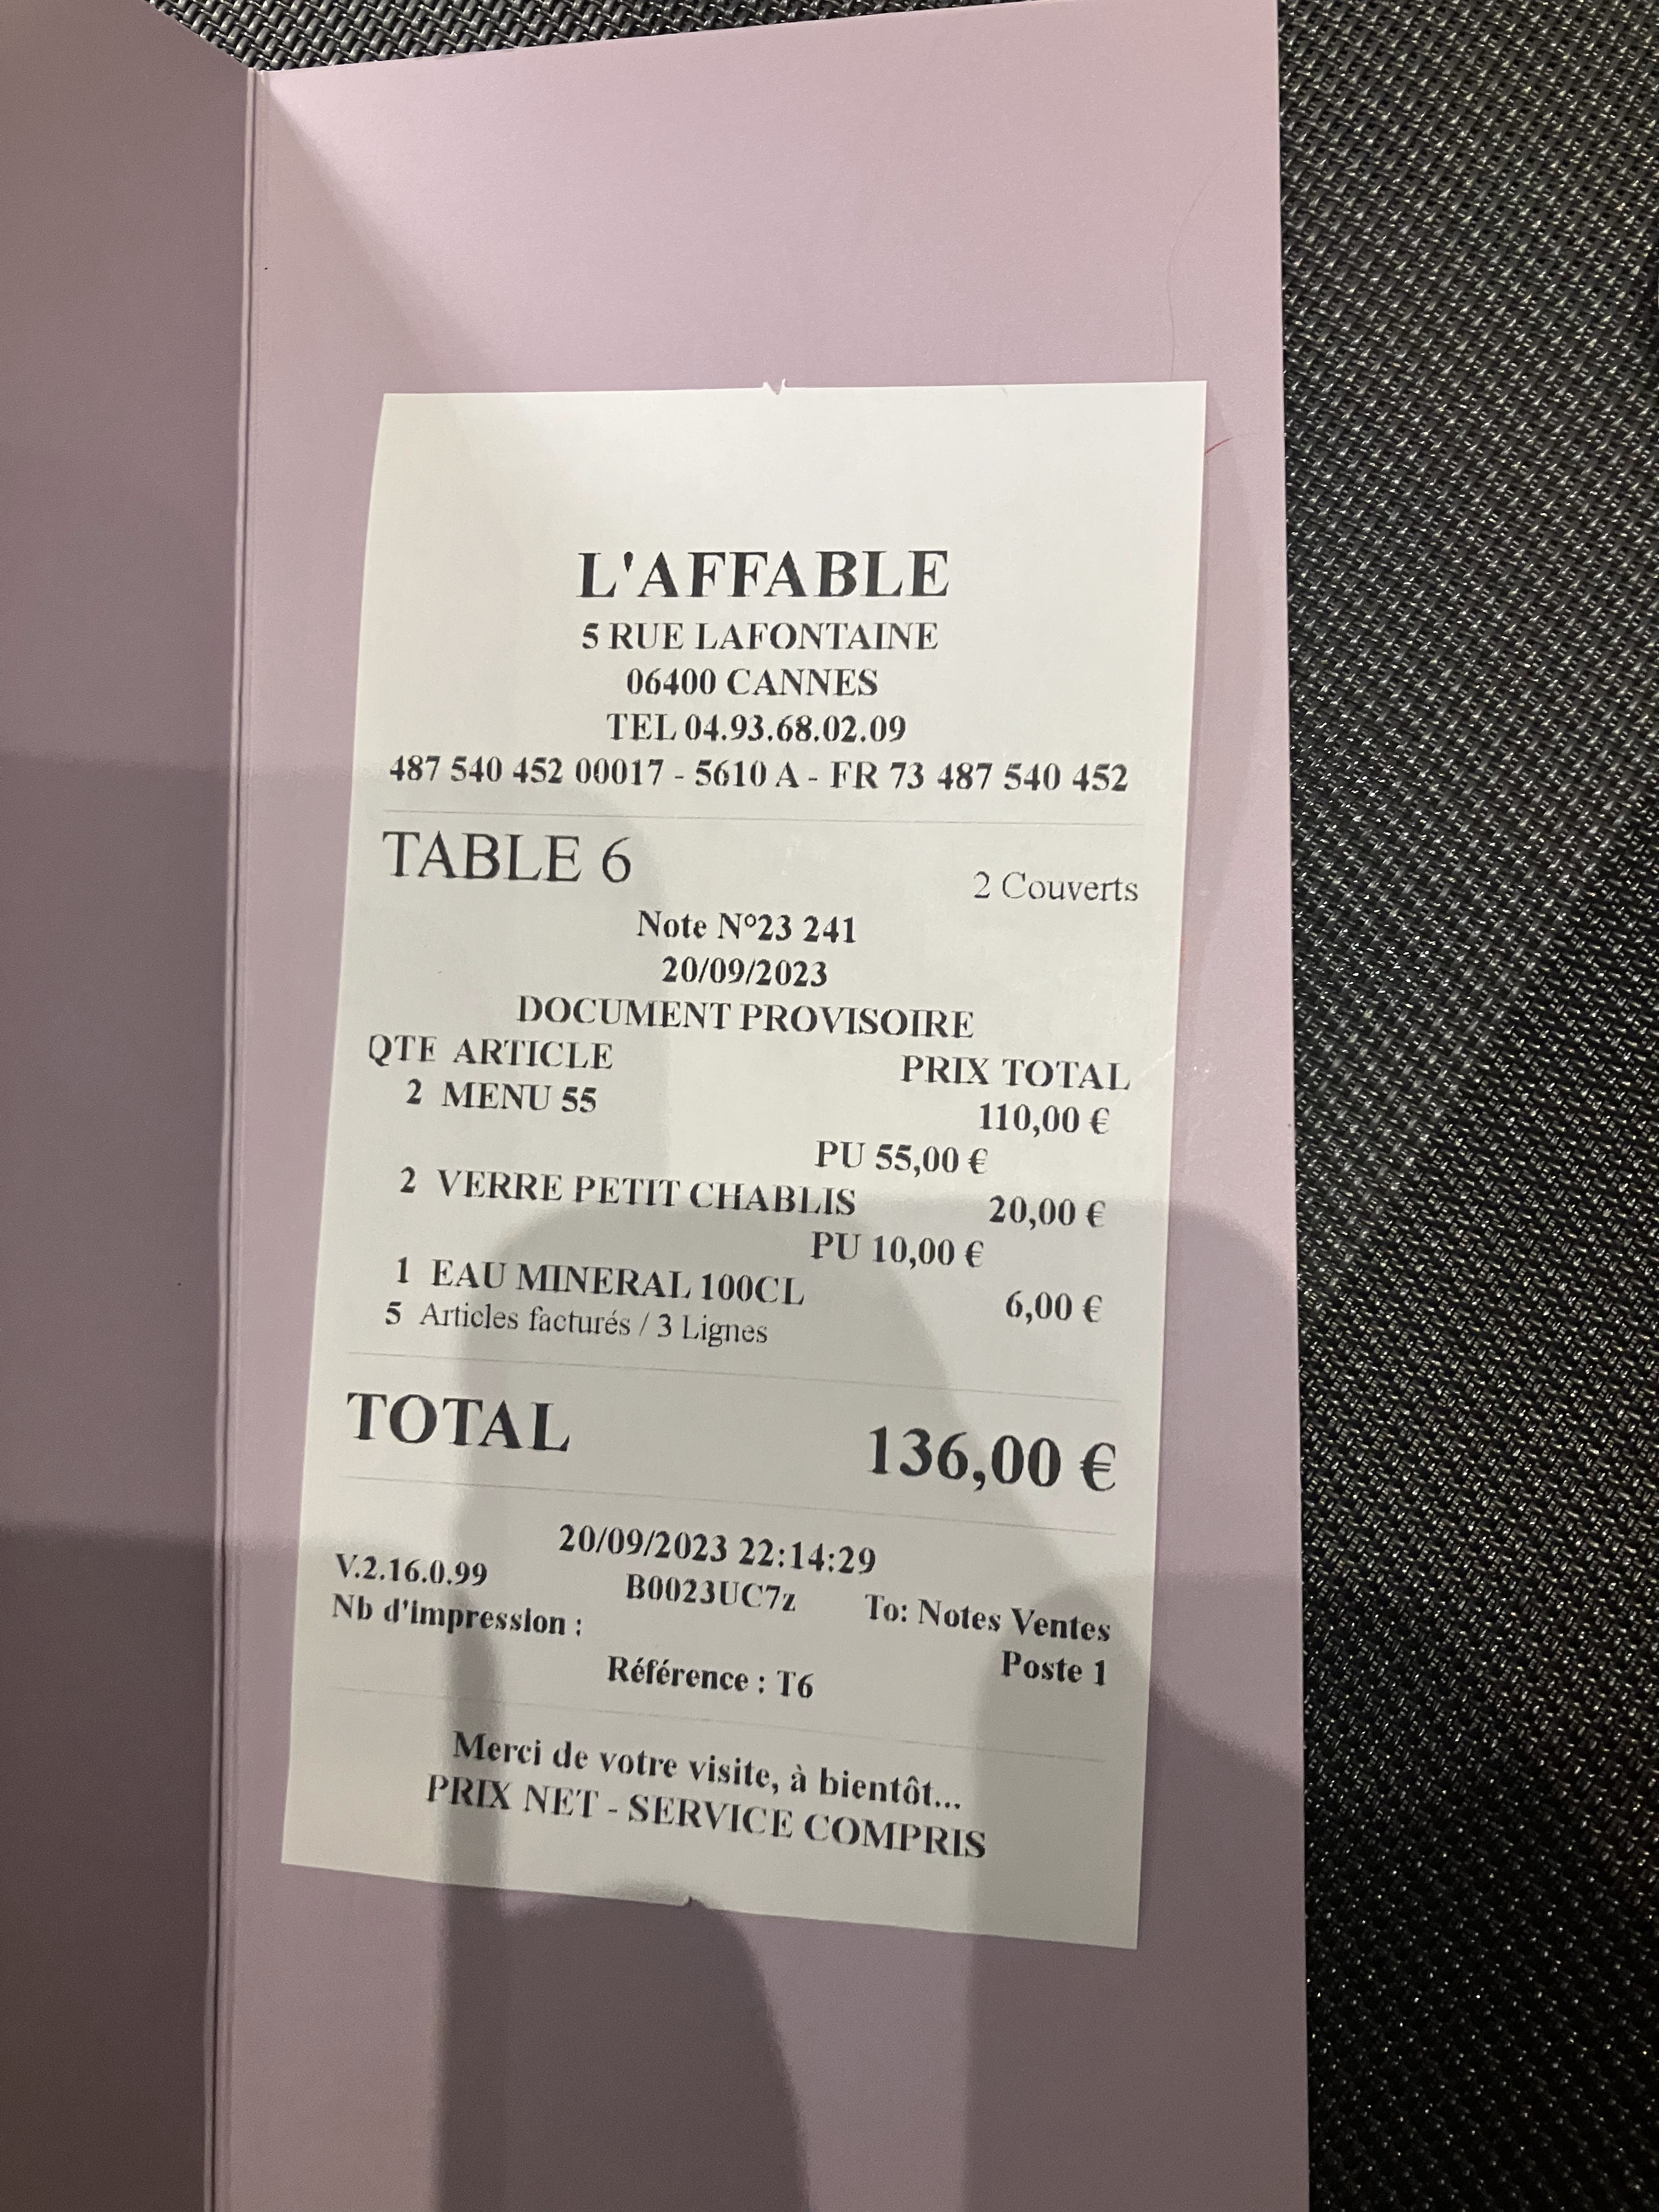 L'AFFABLE
5 RUE LAFONTAINE
06400 CANNES
TEL 04.93.68.02.09
487 540 452 00017 - 5610 A - FR 73 487 540 452
TABLE 6 2 Couverts
Note N°23 241
20/09/2023
DOCUMENT PROVISOIRE
QTE ARTICLE PRIX TOTAL
2 MENU 55 110,00 €
PU 55,00 €
2 VERRE PETIT CHABLIS 20,00 €
PU 10,00 €
1 EAU MINERAL 100CL 6,00 €
5 Articles facturés / 3 Lignes
TOTAL 136,00 €
20/09/2023 22:14:29
V.2.16.0.99 B0023UC7z To: Notes Ventes
Nb d'impression : Poste 1
Référence : T6
Merci de votre visite, à bientôt...
PRIX NET - SERVICE COMPRIS